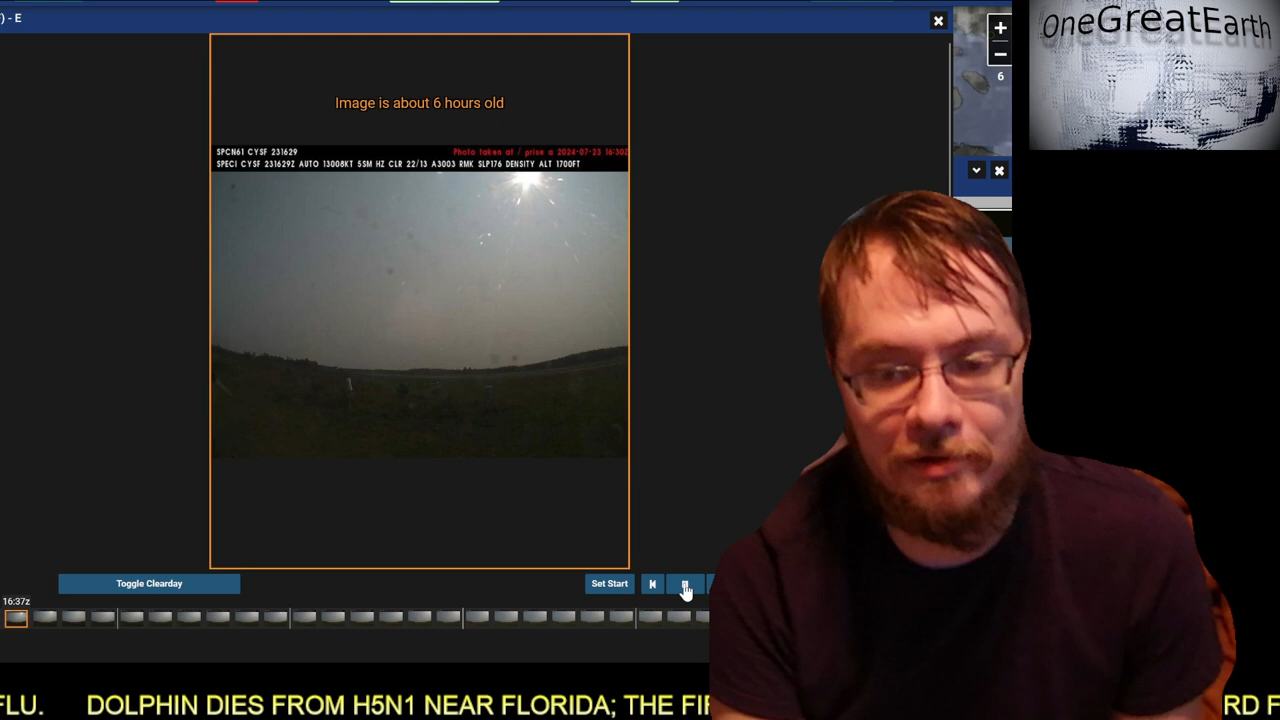 ) - E
OneGreatEarth
6
Image is about 6 hours old
SPCN61 CYSF 231629
Photo taken at / prise a 2024-07-23 16:30Z
SPECI CYSF 231629Z AUTO 13008KT 5SM HZ CLR 22/13 A3003 RMK SLP176 DENSITY ALT 1700FT
Toggle Clearday
Set Start
16:37z
FLU. DOLPHIN DIES FROM H5N1 NEAR FLORIDA; THE FI RD F